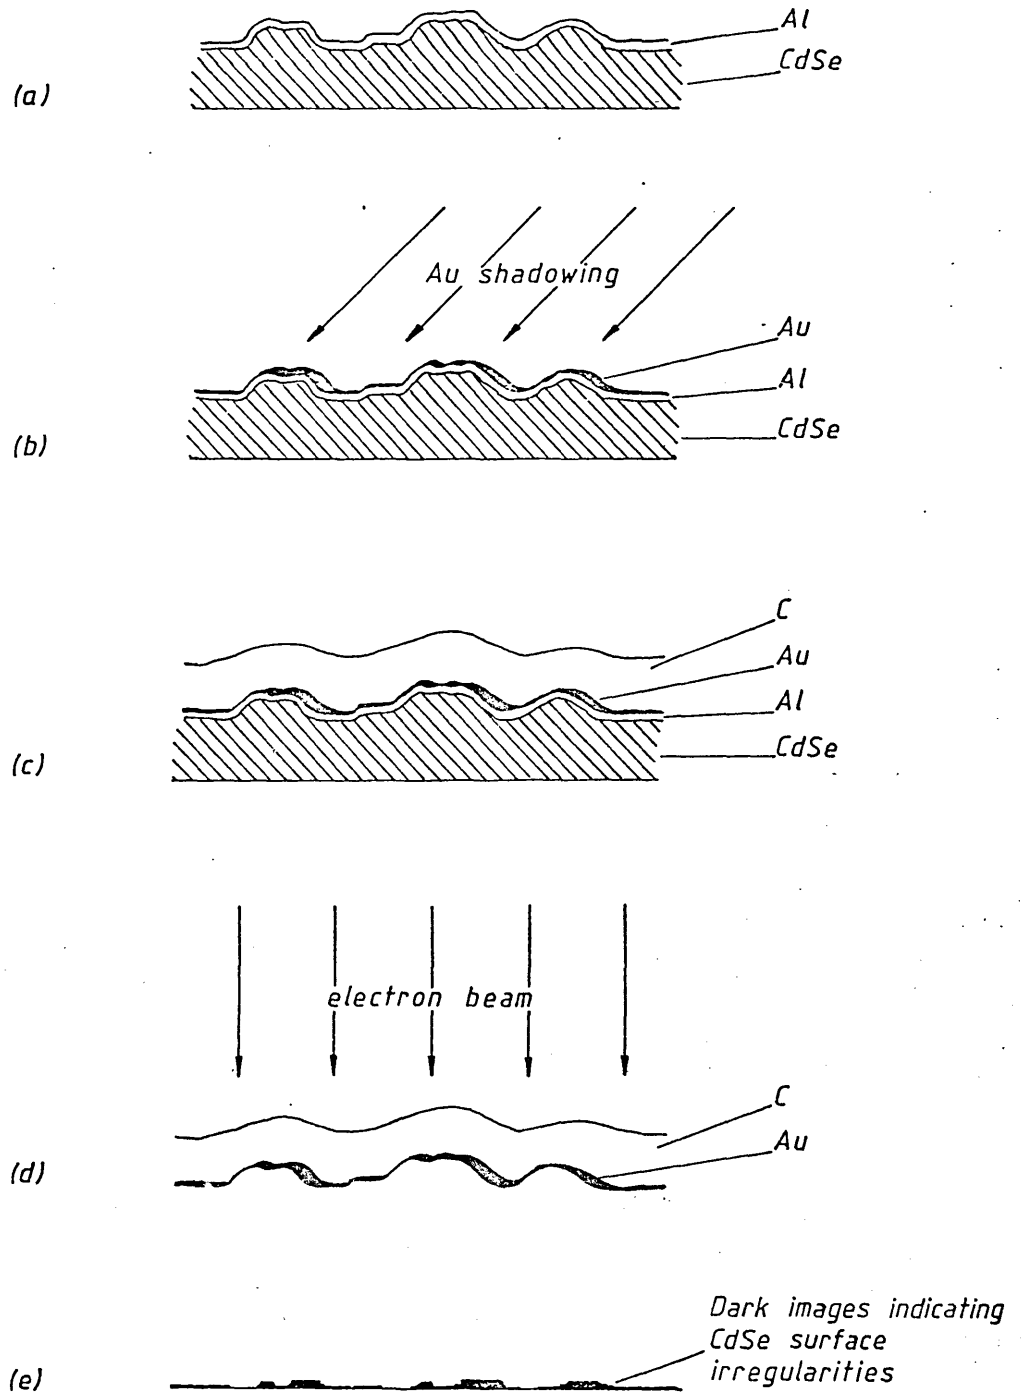 Al
CdSe
(a)
Au shadowing
Au
Al
CdSe
(b)
C
Au
Al
CdSe
(c)
electron beam
C
Au
(d)
Dark images indicating
CdSe surface
irregularities
(e)